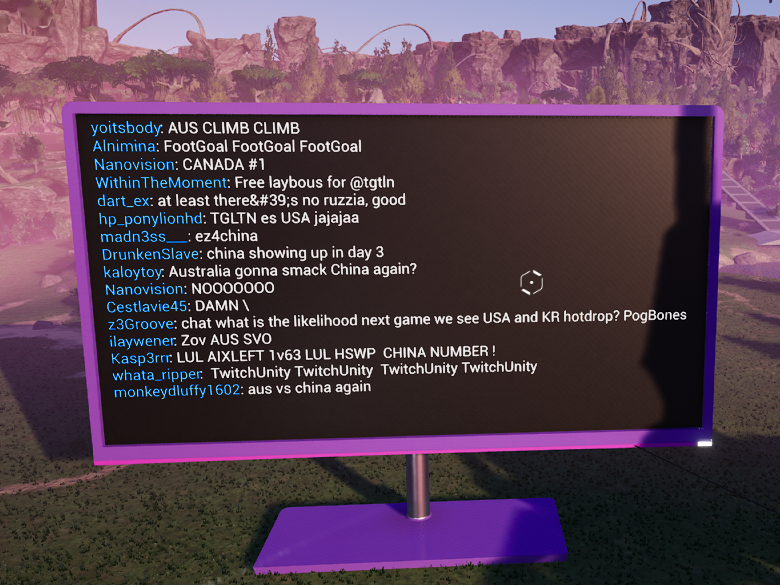 yoitsbody: AUS CLIMB CLIMB
Alnimina: FootGoal FootGoal FootGoal
Nanovision: CANADA #1
WithinTheMoment: Free laybous for @tgtln
dart_ex: at least there&#39;s no ruzzia, good
hp_ponylionhd: TGLTN es USA jajajaa
madn3ss___: ez4china
DrunkenSlave: china showing up in day 3
kaloytoy: Australia gonna smack China again?
Nanovision: NOOOOOOO
Cestlavie45: DAMN \
z3Groove: chat what is the likelihood next game we see USA and KR hotdrop? PogBones
ilaywener: Zov AUS SVO
Kasp3rrr: LUL AIXLEFT 1v63 LUL HSWP  CHINA NUMBER !
whata_ripper:  TwitchUnity TwitchUnity  TwitchUnity TwitchUnity
monkeydluffy1602: aus vs china again